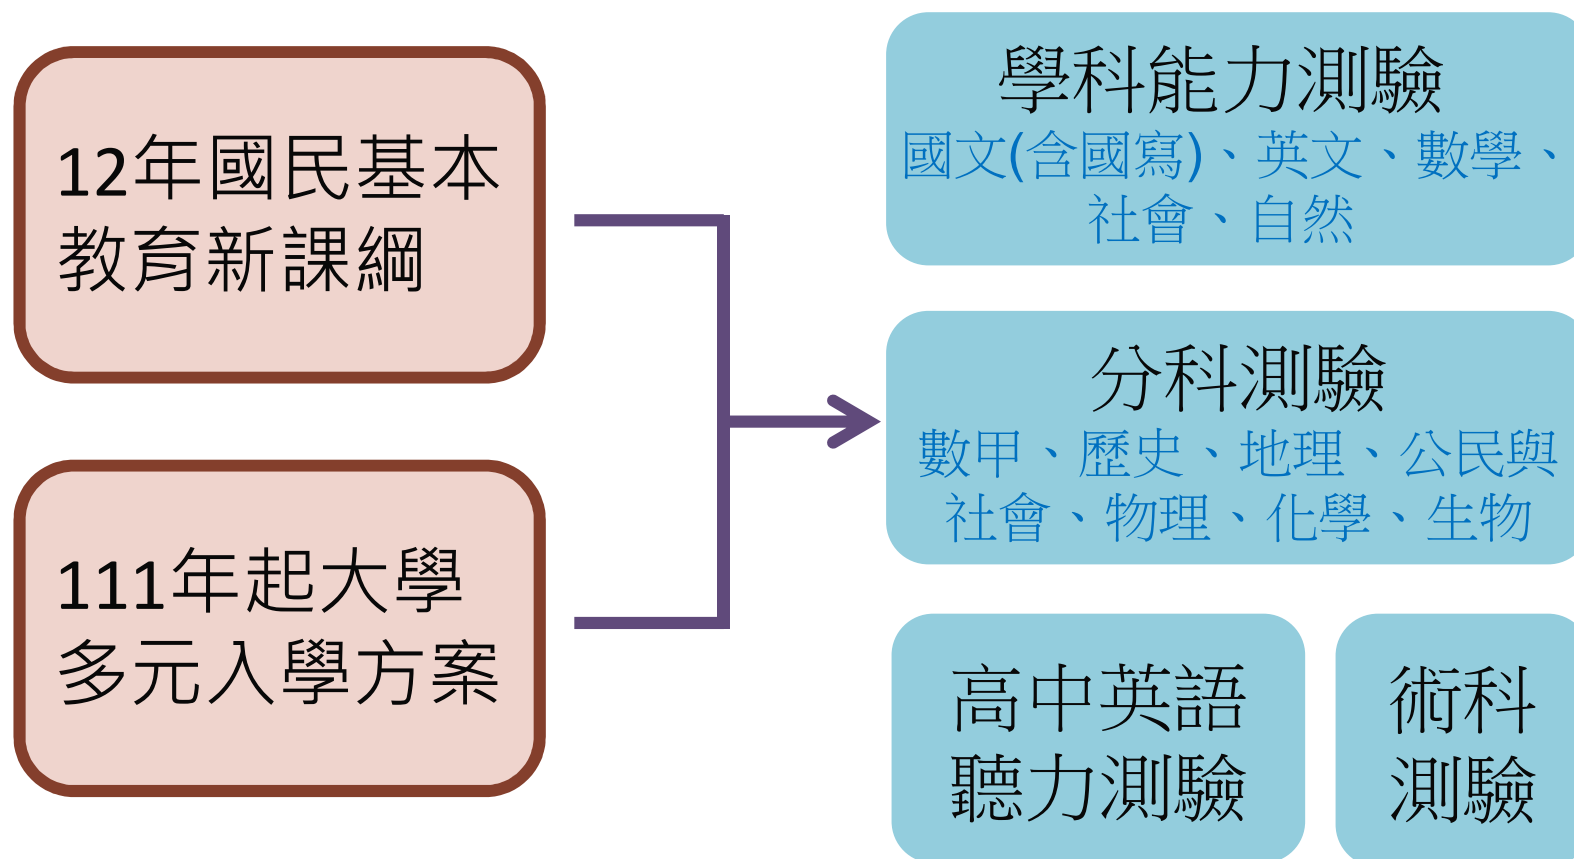 12年國民基本
教育新課綱
111年起大學
多元入學方案
學科能力測驗
國文(含國寫)、英文、數學、
社會、自然
分科測驗
數甲、歷史、地理、公民與
社會、物理、化學、生物
高中英語
聽力測驗
術科
測驗